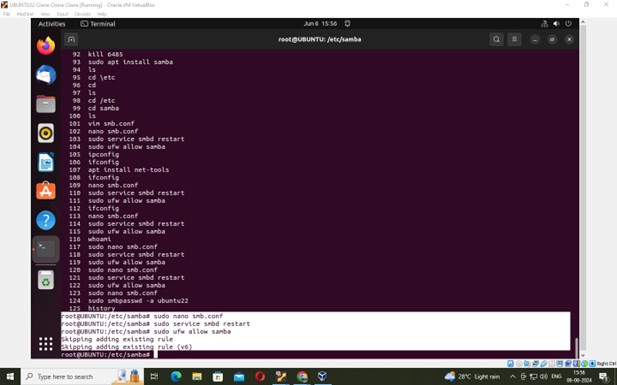 UBUNTU22 Clone Clone Clone [Running] - Oracle VM VirtualBox
File Machine View Input Devices Help
Activities Terminal Jun 6 15:56
root@UBUNTU: /etc/samba
92 kill 6485
93 sudo apt install samba
94 ls
95 cd \etc
96 cd
97 ls
98 cd /etc
99 cd samba
100 ls
101 vim smb.conf
102 nano smb.conf
103 sudo service smbd restart
104 sudo ufw allow samba
105 ipconfig
106 ifconfig
107 apt install net-tools
108 ifconfig
109 nano smb.conf
110 sudo service smbd restart
111 sudo ufw allow samba
112 ifconfig
113 nano smb.conf
114 sudo service smbd restart
115 sudo ufw allow samba
116 whoami
117 sudo nano smb.conf
118 sudo service smbd restart
119 sudo ufw allow samba
120 sudo nano smb.conf
121 sudo service smbd restart
122 sudo ufw allow samba
123 sudo nano smb.conf
124 sudo smbpasswd -a ubuntu22
125 history
root@UBUNTU:/etc/samba# sudo nano smb.conf
root@UBUNTU:/etc/samba# sudo service smbd restart
root@UBUNTU:/etc/samba# sudo ufw allow samba
Skipping adding existing rule
Skipping adding existing rule (v6)
root@UBUNTU:/etc/samba#
Right Ctrl
Type here to search
28°C Light rain
ENG
15:56
06-06-2024